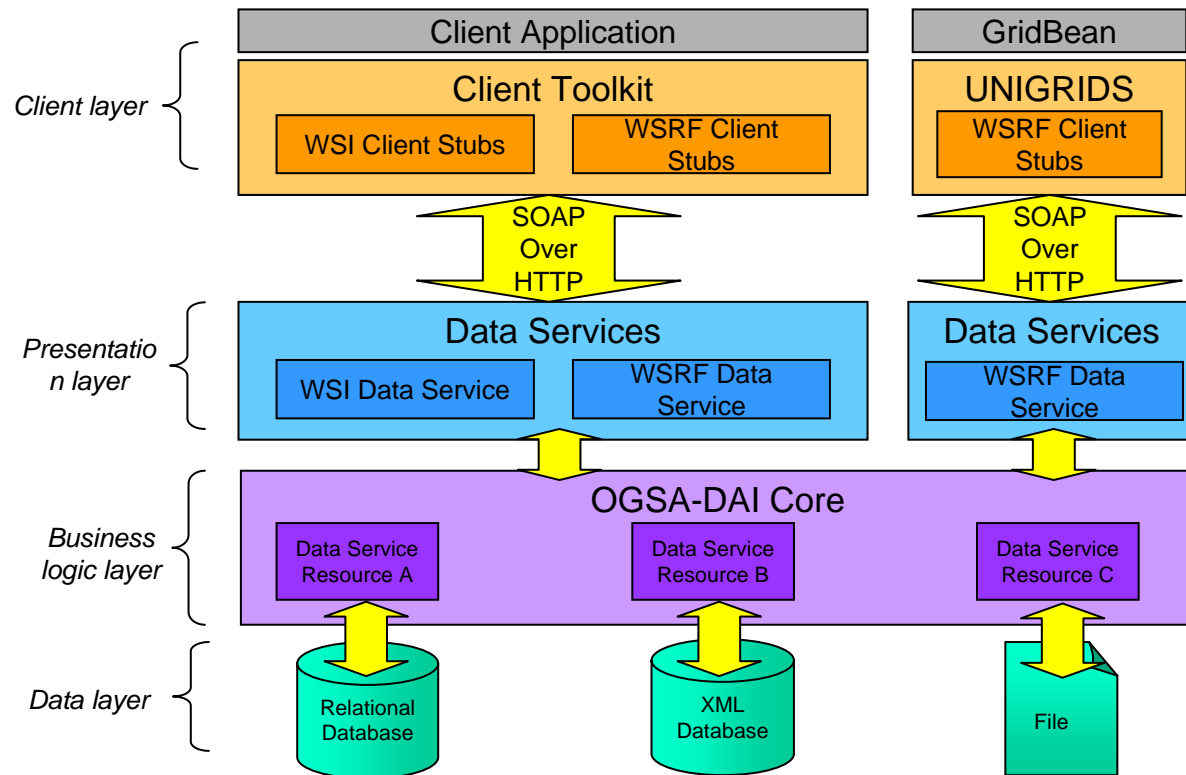 Client Application
GridBean
Client layer
Client Toolkit
UNIGRIDS
WSI Client Stubs
WSRF Client
Stubs
WSRF Client
Stubs
SOAP
Over
HTTP
SOAP
Over
HTTP
Presentatio
n layer
Data Services
Data Services
WSI Data Service
WSRF Data
Service
WSRF Data
Service
Business
logic layer
OGSA-DAI Core
Data Service
Resource A
Data Service
Resource B
Data Service
Resource C
Data layer
Relational
Database
XML
Database
File